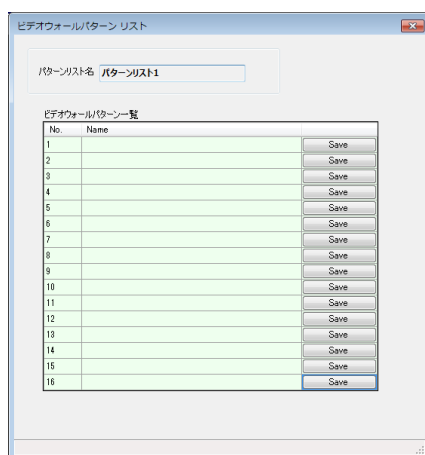 ビデオウォールパターン リスト
パターンリスト名 パターンリスト1
ビデオウォールパターン一覧
No. Name
1 Save
2 Save
3 Save
4 Save
5 Save
6 Save
7 Save
8 Save
9 Save
10 Save
11 Save
12 Save
13 Save
14 Save
15 Save
16 Save